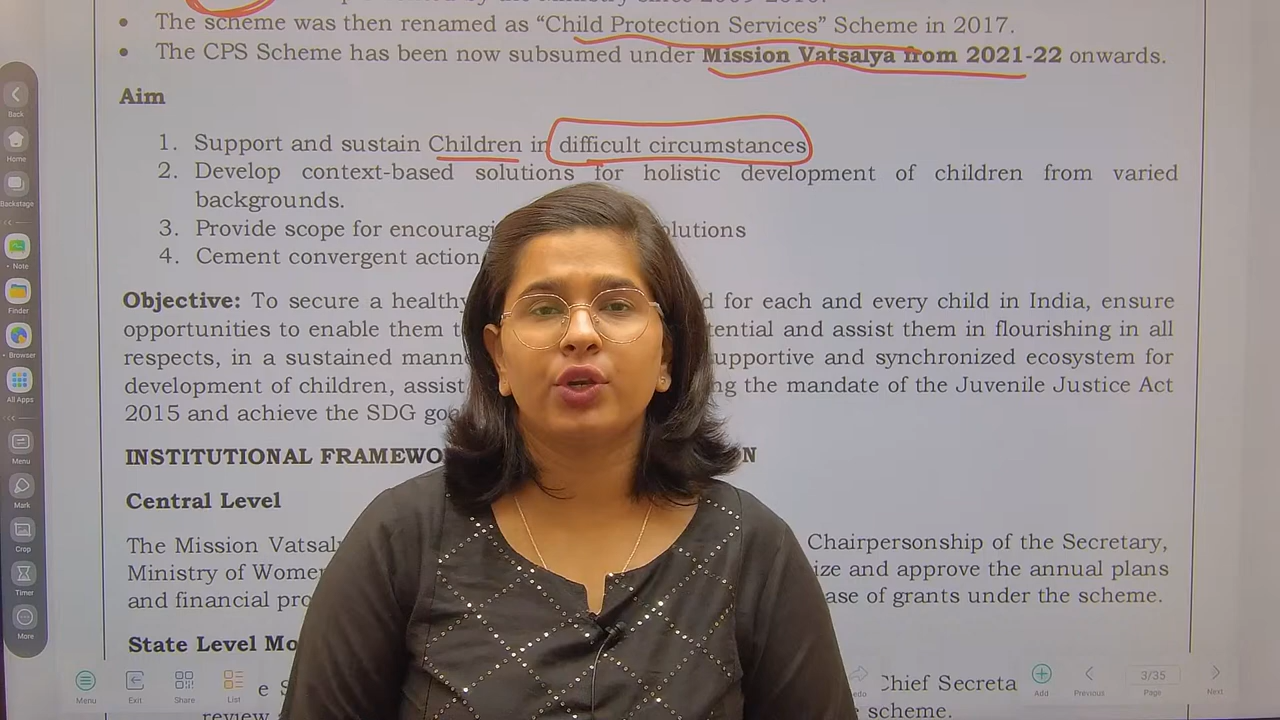 The scheme was then renamed as “Child Protection Services” Scheme in 2017.
The CPS Scheme has been now subsumed under Mission Vatsalya from 2021-22 onwards.
Aim
1. Support and sustain Children in difficult circumstances
2. Develop context-based solutions for holistic development of children from varied
backgrounds.
3. Provide scope for encouragi olutions
4. Cement convergent action
Objective: To secure a healthy d for each and every child in India, ensure
opportunities to enable them t tential and assist them in flourishing in all
respects, in a sustained mann upportive and synchronized ecosystem for
development of children, assist ng the mandate of the Juvenile Justice Act
2015 and achieve the SDG go
INSTITUTIONAL FRAMEWO N
Central Level
The Mission Vatsal Chairpersonship of the Secretary,
Ministry of Wome ize and approve the annual plans
and financial pro ase of grants under the scheme.
State Level Mo
e S Chief Secreta
review scheme.
Back
Home
Backstage
Note
Finder
Browser
All Apps
Menu
Mark
Crop
Timer
More
Menu
Exit
Share
List
edo
Add
Previous
3/35
Page
Next